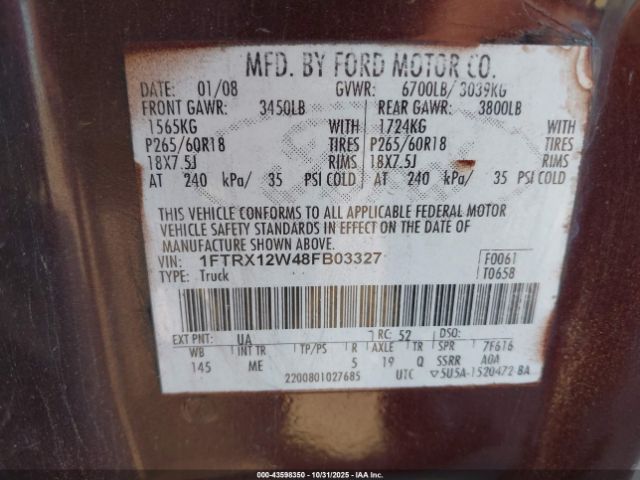 MFD. BY FORD MOTOR CO.
DATE: 01/08 GVWR: 6700LB/ 3039KG
FRONT GAWR: 3450LB REAR GAWR: 3800LB
1565KG WITH 1724KG WITH
P265/60R18 TIRES P265/60R18 TIRES
18X7.5J RIMS 18X7.5J RIMS
AT 240 kPa/ 35 PSI COLD AT 240 kPa/ 35 PSI COLD
THIS VEHICLE CONFORMS TO ALL APPLICABLE FEDERAL MOTOR
VEHICLE SAFETY STANDARDS IN EFFECT ON THE DATE OF
MANUFACTURE SHOWN ABOVE.
VIN: 1FTRX12W48FB03327 F0061
TYPE: Truck T0658
EXT PNT: UA RC: 52 DSO:
WB INT TR TP/PS R AXLE TR SPR 7F616
145 ME 5 19 Q SSRR A0A
2200801027685 UTC ▽5U5A-1520472-BA
www.iaai.com
Stock: 43598350 | 10/31/2025 | IAA Inc.